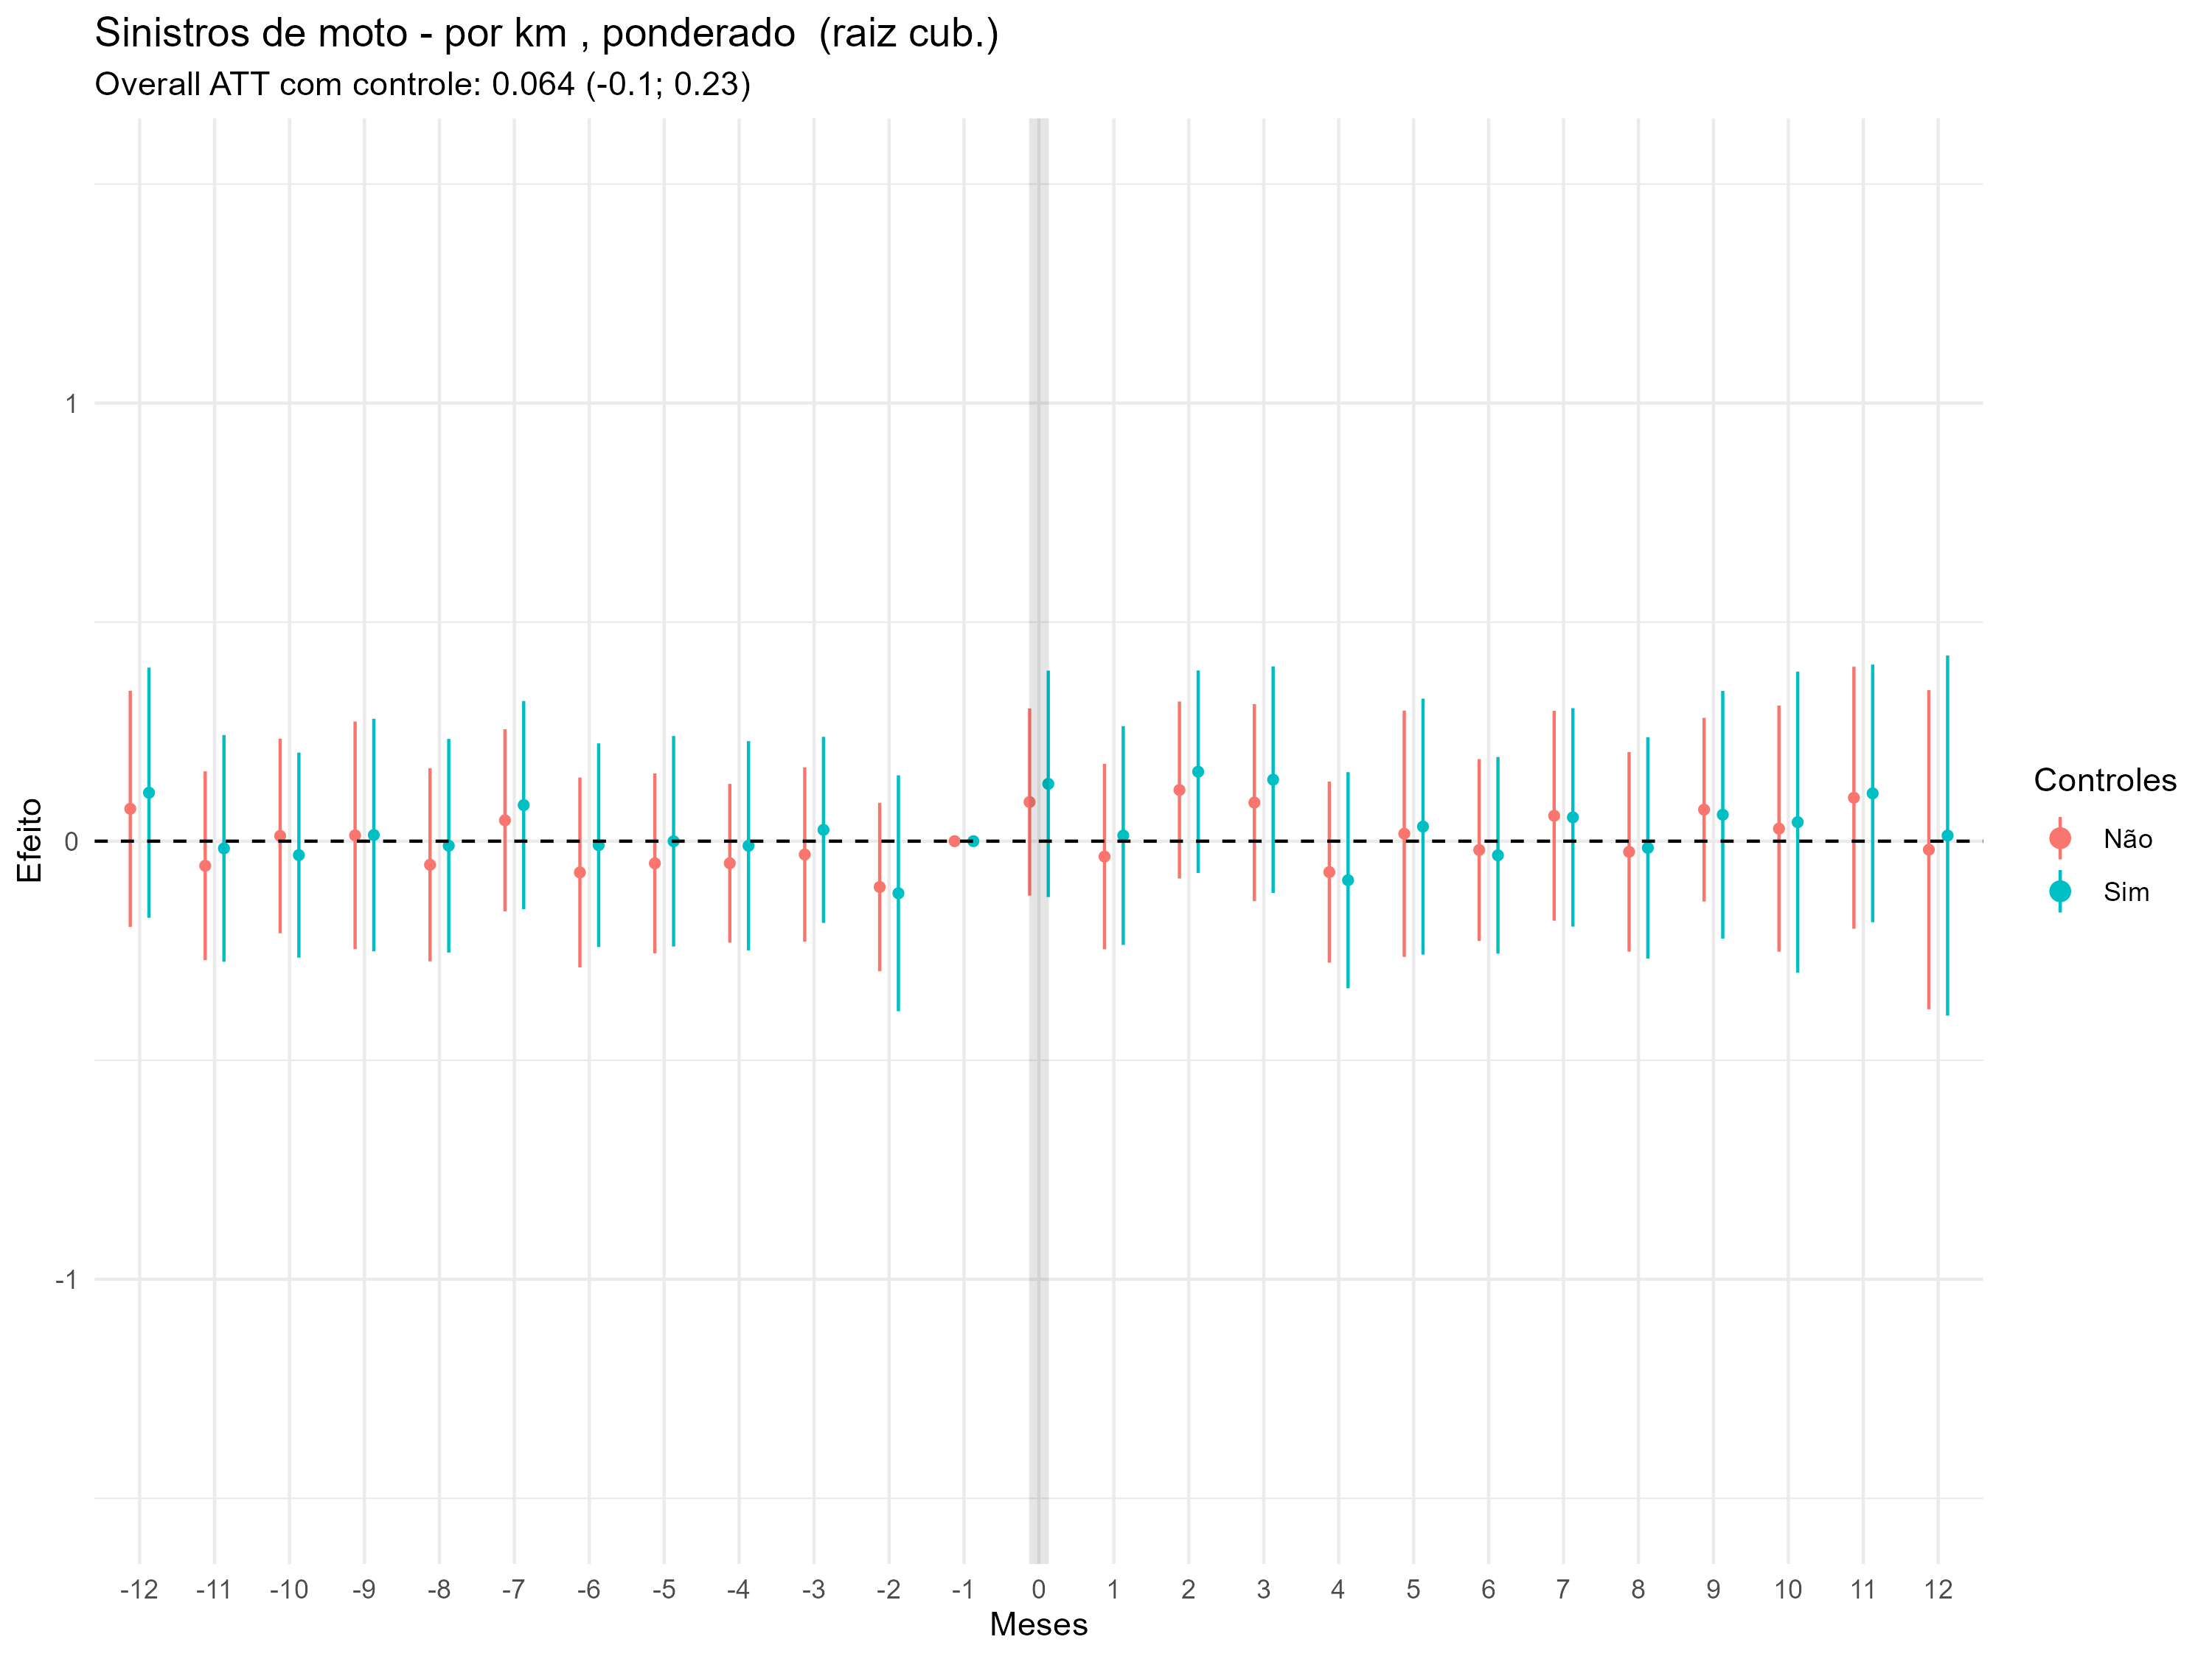 Sinistros de moto - por km , ponderado  (raiz cub.)
Overall ATT com controle: 0.064 (-0.1; 0.23)
Efeito
1
0
-1
-12 -11 -10 -9 -8 -7 -6 -5 -4 -3 -2 -1 0 1 2 3 4 5 6 7 8 9 10 11 12
Meses
Controles
Não
Sim